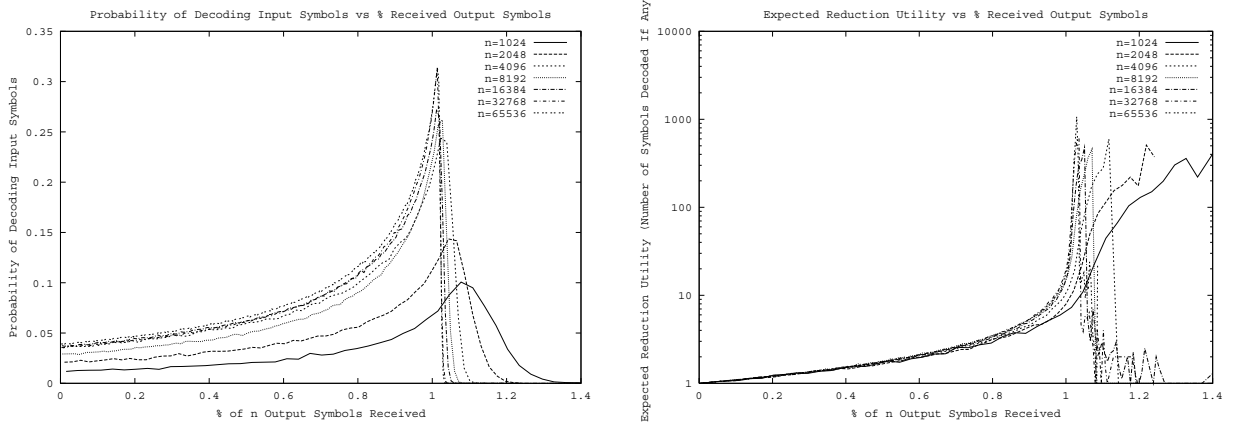 Probability of Decoding Input Symbols vs % Received Output Symbols
Probability of Decoding Input Symbols
0.35
0.3
0.25
0.2
0.15
0.1
0.05
0
n=1024
n=2048
n=4096
n=8192
n=16384
n=32768
n=65536
0 0.2 0.4 0.6 0.8 1 1.2 1.4
% of n Output Symbols Received
Expected Reduction Utility vs % Received Output Symbols
Expected Reduction Utility (Number of Symbols Decoded If Any
10000
1000
100
10
1
n=1024
n=2048
n=4096
n=8192
n=16384
n=32768
n=65536
0 0.2 0.4 0.6 0.8 1 1.2 1.4
% of n Output Symbols Received